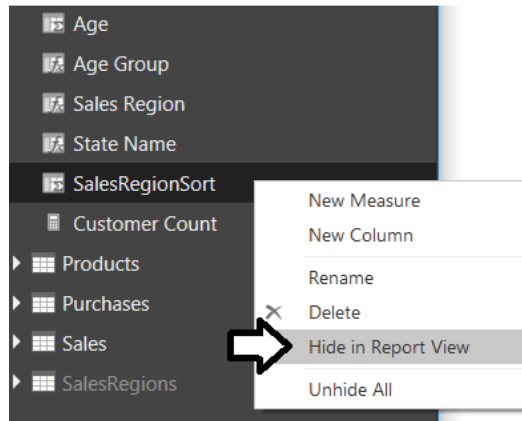 Age
Age Group
Sales Region
State Name
SalesRegionSort
Customer Count
Products
Purchases
Sales
SalesRegions
New Measure
New Column
Rename
Delete
Hide in Report View
Unhide All